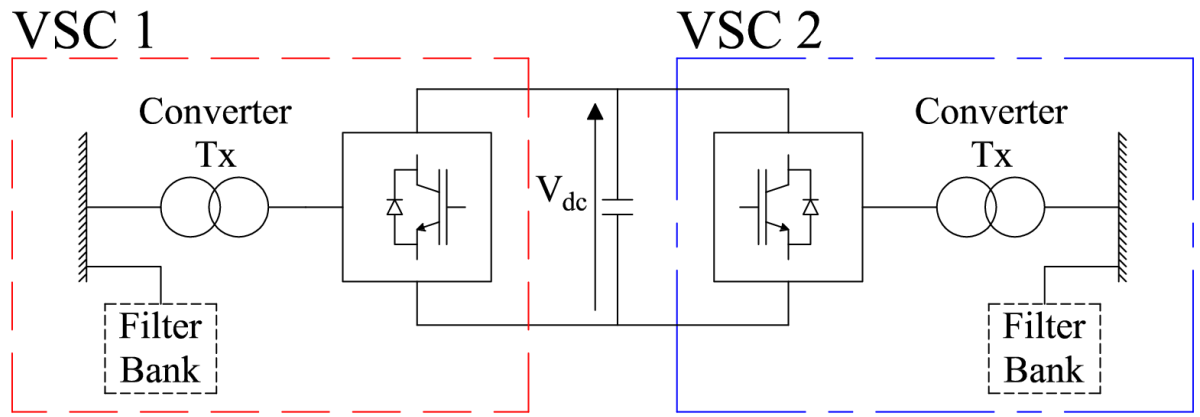 VSC 1
VSC 2
Converter
Tx
Converter
Tx
Vdc
Filter
Bank
Filter
Bank